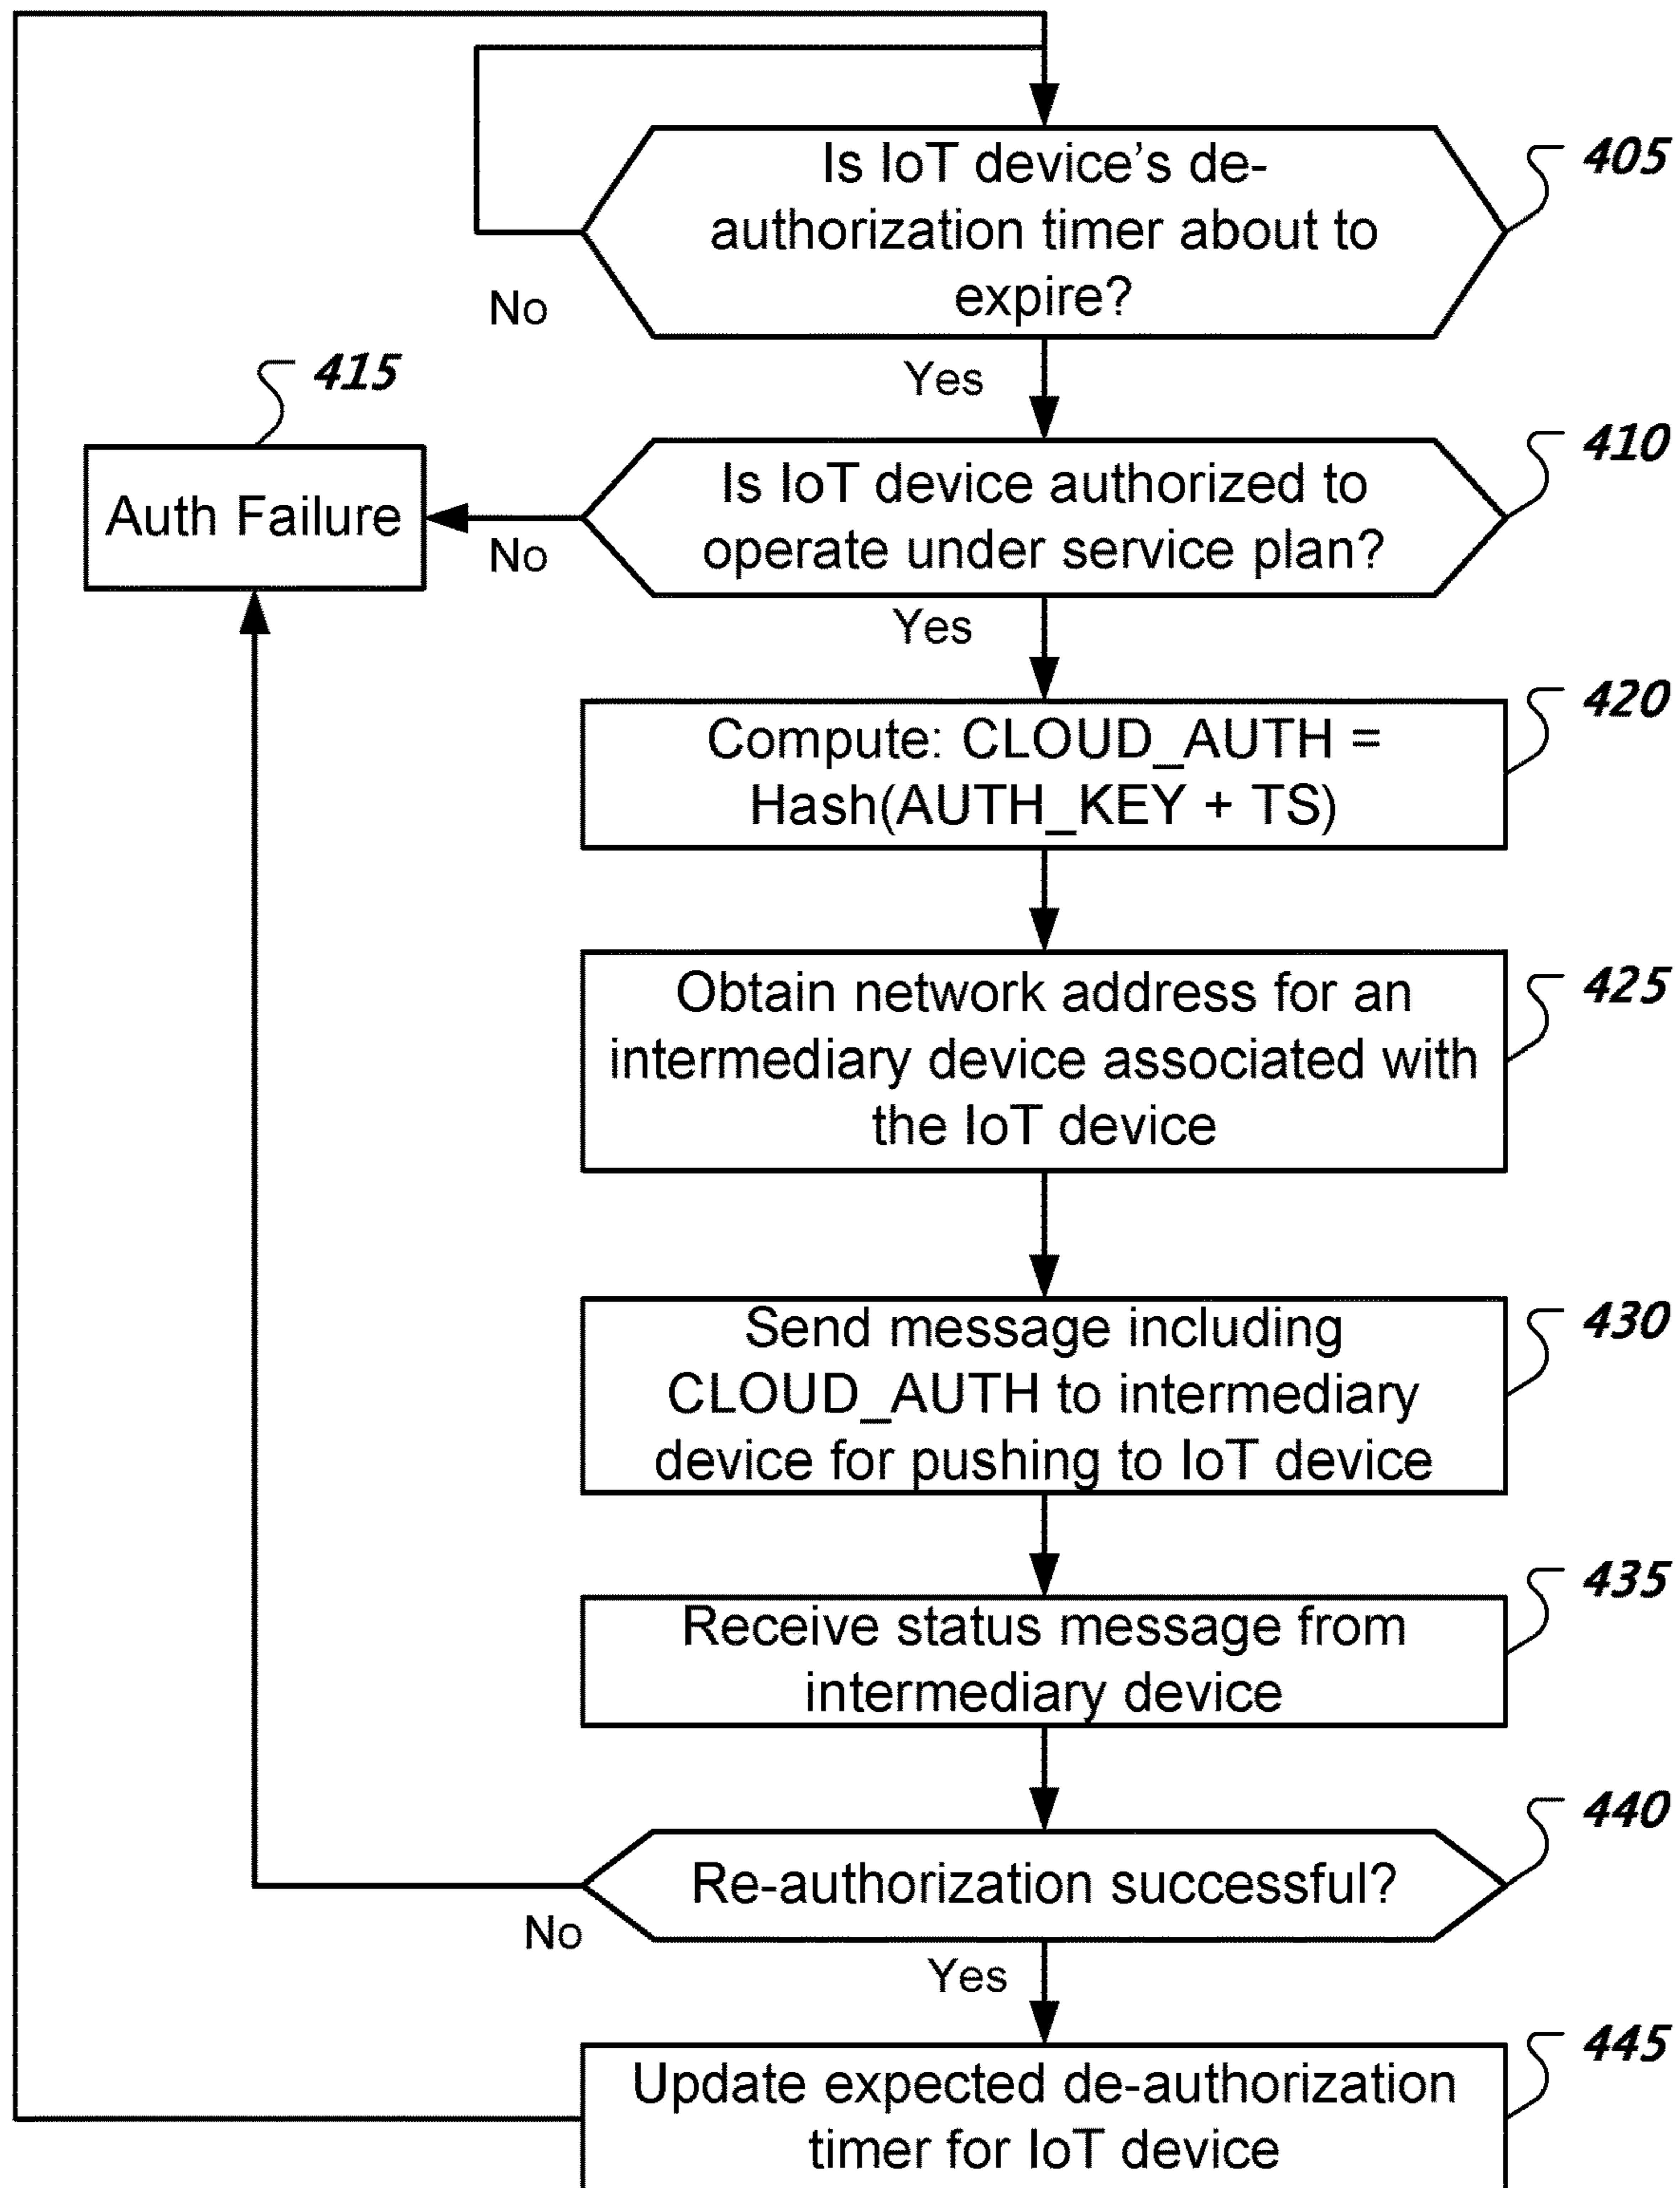 Is IoT device's de-
authorization timer about to
expire?
405
No
Yes
415
Auth Failure
Is IoT device authorized to
operate under service plan?
410
No
Yes
Compute: CLOUD_AUTH =
Hash(AUTH_KEY + TS)
420
Obtain network address for an
intermediary device associated with
the IoT device
425
Send message including
CLOUD_AUTH to intermediary
device for pushing to IoT device
430
Receive status message from
intermediary device
435
Re-authorization successful?
440
No
Yes
Update expected de-authorization
timer for IoT device
445